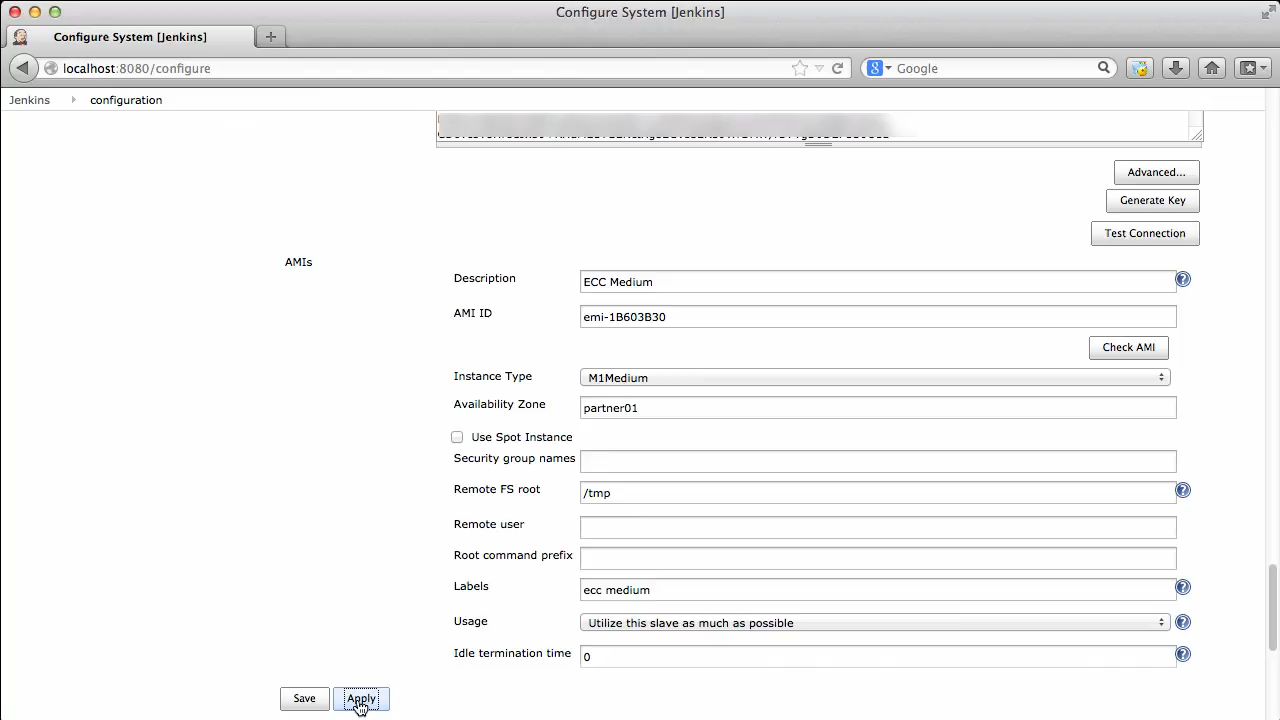 Configure System [Jenkins]
Configure System [Jenkins]
localhost:8080/configure
Google
Jenkins configuration
Advanced...
Generate Key
Test Connection
AMIs
Description ECC Medium
AMI ID emi-1B603B30
Check AMI
Instance Type M1Medium
Availability Zone partner01
Use Spot Instance
Security group names
Remote FS root /tmp
Remote user
Root command prefix
Labels ecc medium
Usage Utilize this slave as much as possible
Idle termination time 0
Save Apply